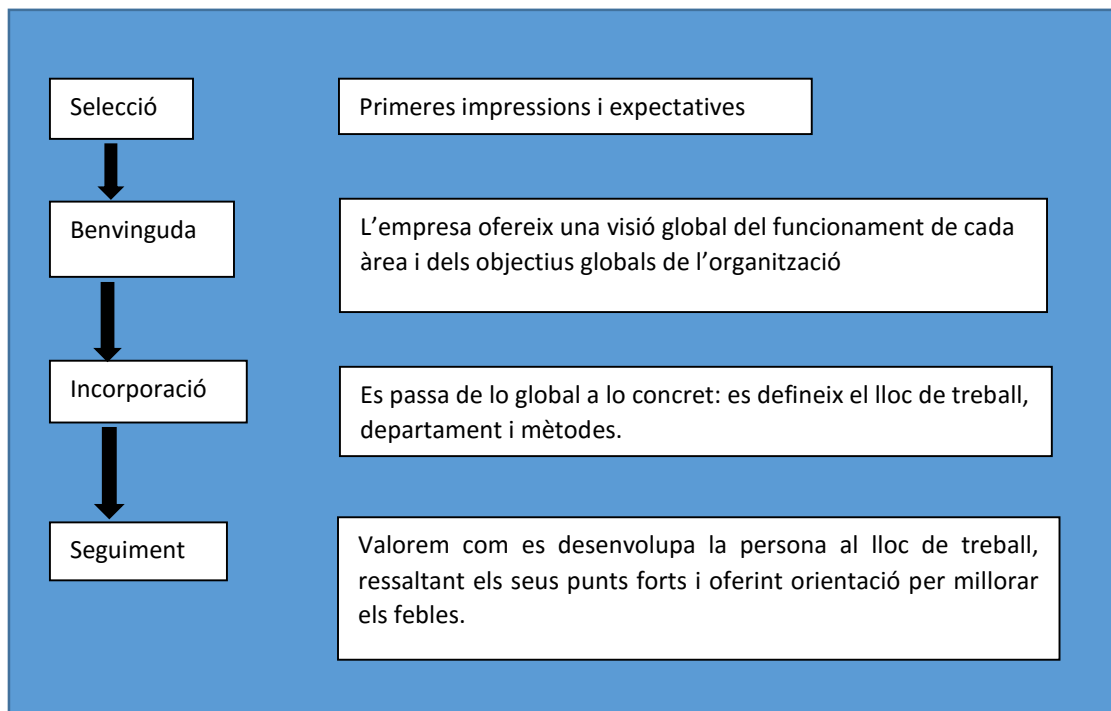 Selecció
Primeres impressions i expectatives
Benvinguda
L’empresa ofereix una visió global del funcionament de cada
àrea i dels objectius globals de l’organització
Incorporació
Es passa de lo global a lo concret: es defineix el lloc de treball,
departament i mètodes.
Seguiment
Valorem com es desenvolupa la persona al lloc de treball,
ressaltant els seus punts forts i oferint orientació per millorar
els febles.